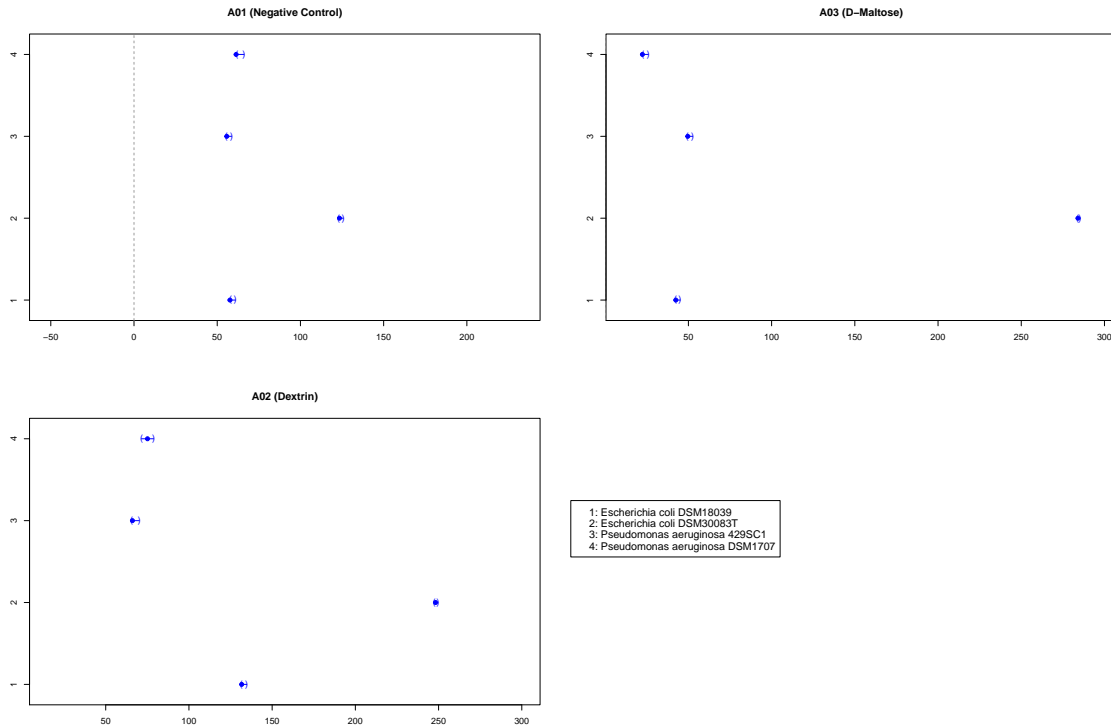 A01 (Negative Control)
4
3
2
1
−50 0 50 100 150 200
A03 (D−Maltose)
4
3
2
1
50 100 150 200 250 300
A02 (Dextrin)
4
3
2
1
50 100 150 200 250 300
1: Escherichia coli DSM18039
2: Escherichia coli DSM30083T
3: Pseudomonas aeruginosa 429SC1
4: Pseudomonas aeruginosa DSM1707